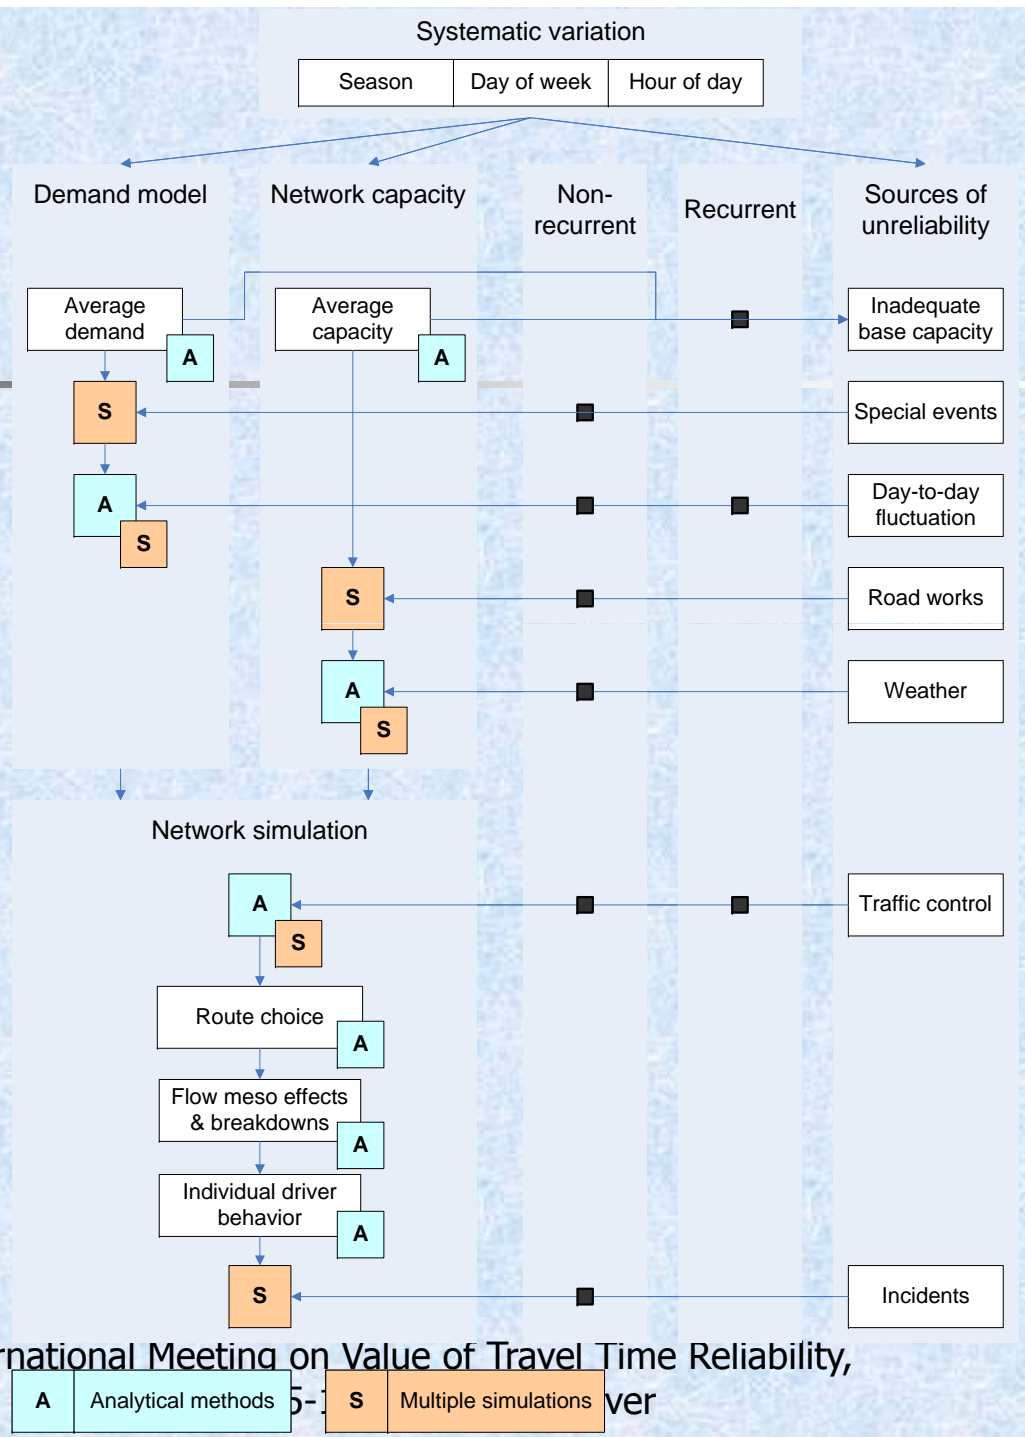 Systematic variation
Season
Day of week
Hour of day
Demand model
Network capacity
Non-
recurrent
Recurrent
Sources of
unreliability
Average
demand
A
Average
capacity
A
Inadequate
base capacity
S
Special events
A
S
Day-to-day
fluctuation
S
Road works
A
S
Weather
Network simulation
A
S
Traffic control
Route choice
A
Flow meso effects
& breakdowns
A
Individual driver
behavior
A
S
Incidents
rnational Meeting on Value of Travel Time Reliability,
A
Analytical methods
5-1
S
Multiple simulations
ver